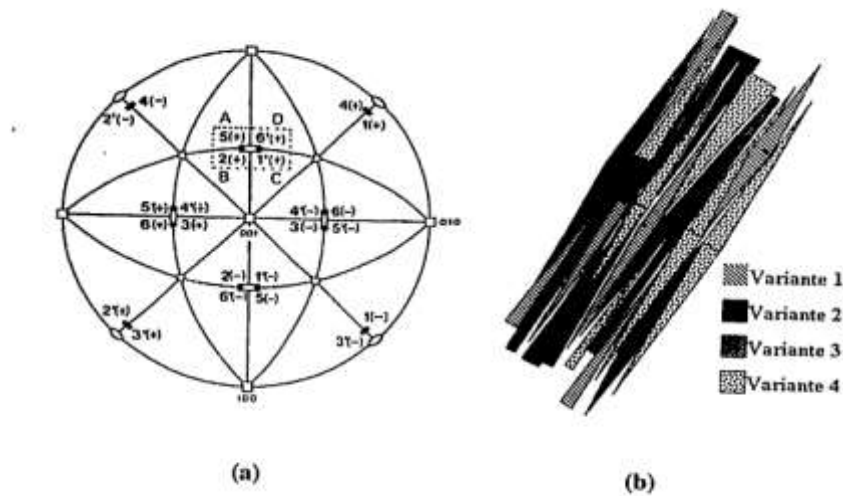 4(-)
2'(-)
A D
5(+) 6'(+)
2(+) 1'(+)
B C
4(+)
1(+)
5'(+) 4'(+)
6(+) 3(+)
001
4'(-) 6(-)
3(-) 5'(-)
010
2'(-) 1'(-)
6'(-) 5(-)
2'(+)
3'(+)
1(-)
3'(-)
100
(a)
Variante 1
Variante 2
Variante 3
Variante 4
(b)